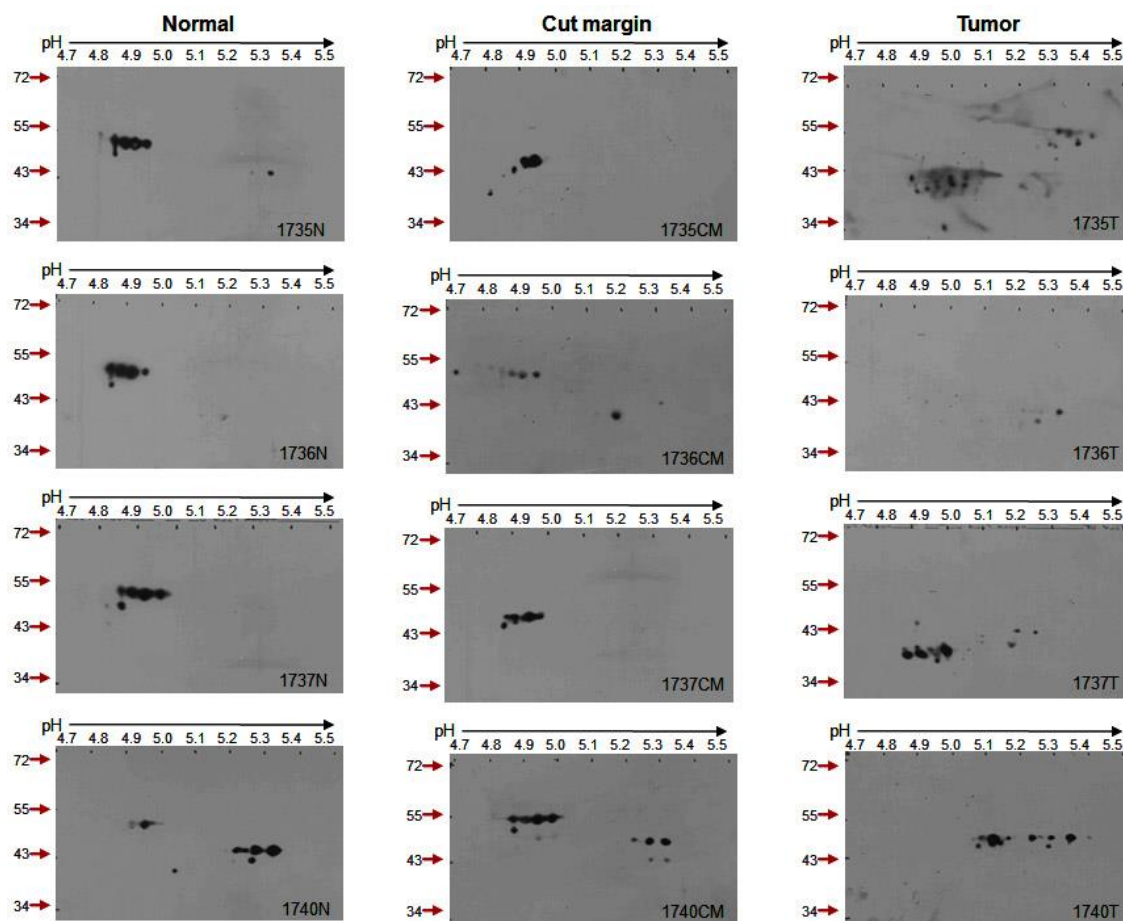 Normal Cut margin Tumor
pH pH pH
4.7 4.8 4.9 5.0 5.1 5.2 5.3 5.4 5.5 4.7 4.8 4.9 5.0 5.1 5.2 5.3 5.4 5.5 4.7 4.8 4.9 5.0 5.1 5.2 5.3 5.4 5.5
72 72 72
55 55 55
43 43 43
34 34 34
1735N 1735CM 1735T
pH pH pH
4.7 4.8 4.9 5.0 5.1 5.2 5.3 5.4 5.5 4.7 4.8 4.9 5.0 5.1 5.2 5.3 5.4 5.5 4.7 4.8 4.9 5.0 5.1 5.2 5.3 5.4 5.5
72 72 72
55 55 55
43 43 43
34 34 34
1736N 1736CM 1736T
pH pH pH
4.7 4.8 4.9 5.0 5.1 5.2 5.3 5.4 5.5 4.7 4.8 4.9 5.0 5.1 5.2 5.3 5.4 5.5 4.7 4.8 4.9 5.0 5.1 5.2 5.3 5.4 5.5
72 72 72
55 55 55
43 43 43
34 34 34
1737N 1737CM 1737T
pH pH pH
4.7 4.8 4.9 5.0 5.1 5.2 5.3 5.4 5.5 4.7 4.8 4.9 5.0 5.1 5.2 5.3 5.4 5.5 4.7 4.8 4.9 5.0 5.1 5.2 5.3 5.4 5.5
72 72 72
55 55 55
43 43 43
34 34 34
1740N 1740CM 1740T